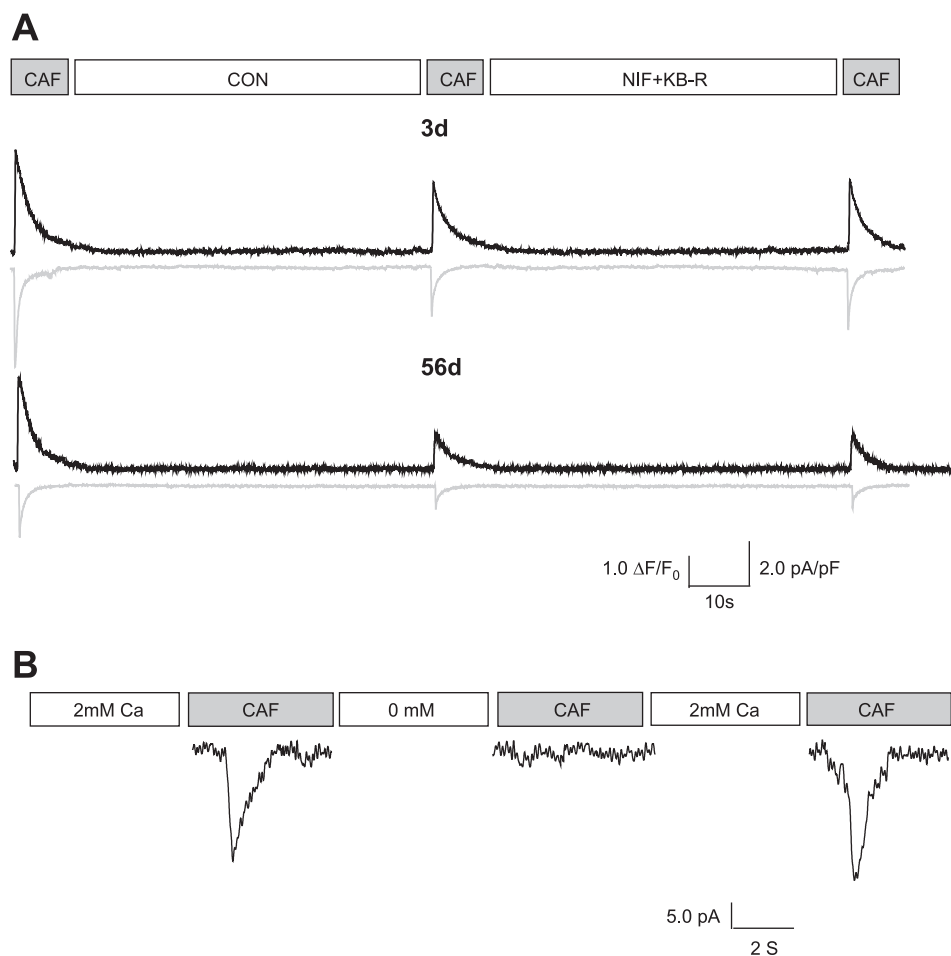 A
CAF CON CAF NIF+KB-R CAF
3d
56d
1.0 ΔF/F₀ 2.0 pA/pF
10s
B
2mM Ca CAF 0 mM CAF 2mM Ca CAF
5.0 pA
2 S